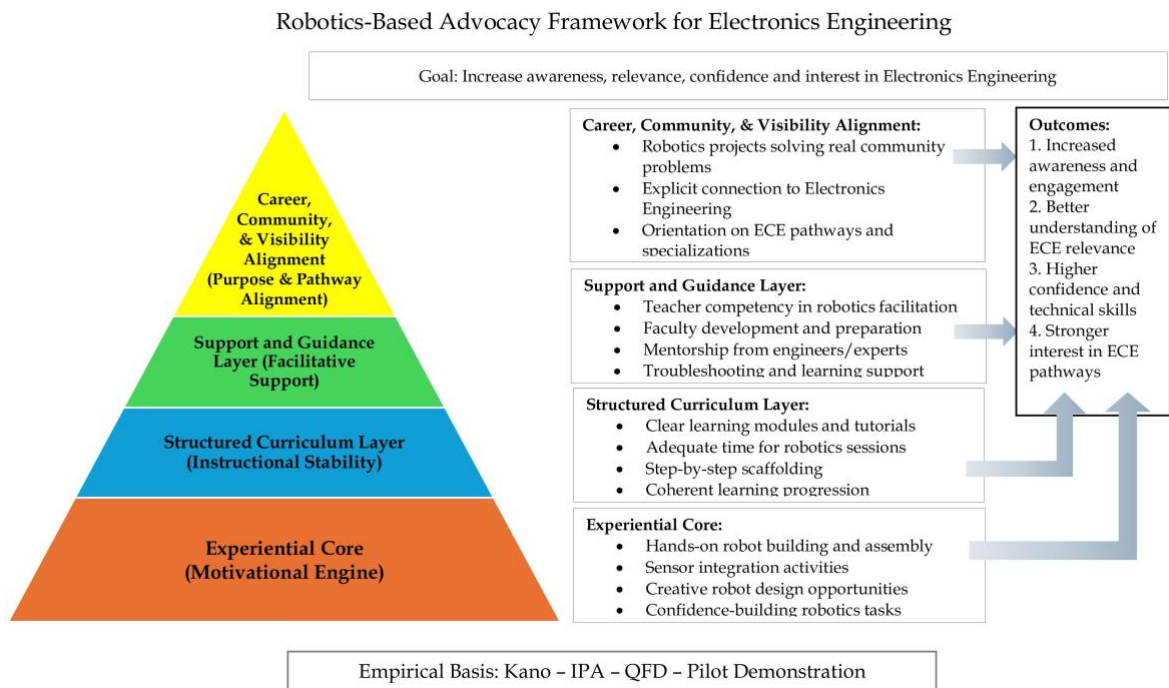 Robotics-Based Advocacy Framework for Electronics Engineering
Goal: Increase awareness, relevance, confidence and interest in Electronics Engineering
Career,
Community,
& Visibility
Alignment
(Purpose & Pathway
Alignment)
Support and Guidance
Layer (Facilitative
Support)
Structured Curriculum Layer
(Instructional Stability)
Experiential Core
(Motivational Engine)
Career, Community, & Visibility Alignment:
• Robotics projects solving real community
problems
• Explicit connection to Electronics
Engineering
• Orientation on ECE pathways and
specializations
Support and Guidance Layer:
• Teacher competency in robotics facilitation
• Faculty development and preparation
• Mentorship from engineers/experts
• Troubleshooting and learning support
Structured Curriculum Layer:
• Clear learning modules and tutorials
• Adequate time for robotics sessions
• Step-by-step scaffolding
• Coherent learning progression
Experiential Core:
• Hands-on robot building and assembly
• Sensor integration activities
• Creative robot design opportunities
• Confidence-building robotics tasks
Outcomes:
1. Increased
awareness and
engagement
2. Better
understanding of
ECE relevance
3. Higher
confidence and
technical skills
4. Stronger
interest in ECE
pathways
Empirical Basis: Kano – IPA – QFD – Pilot Demonstration